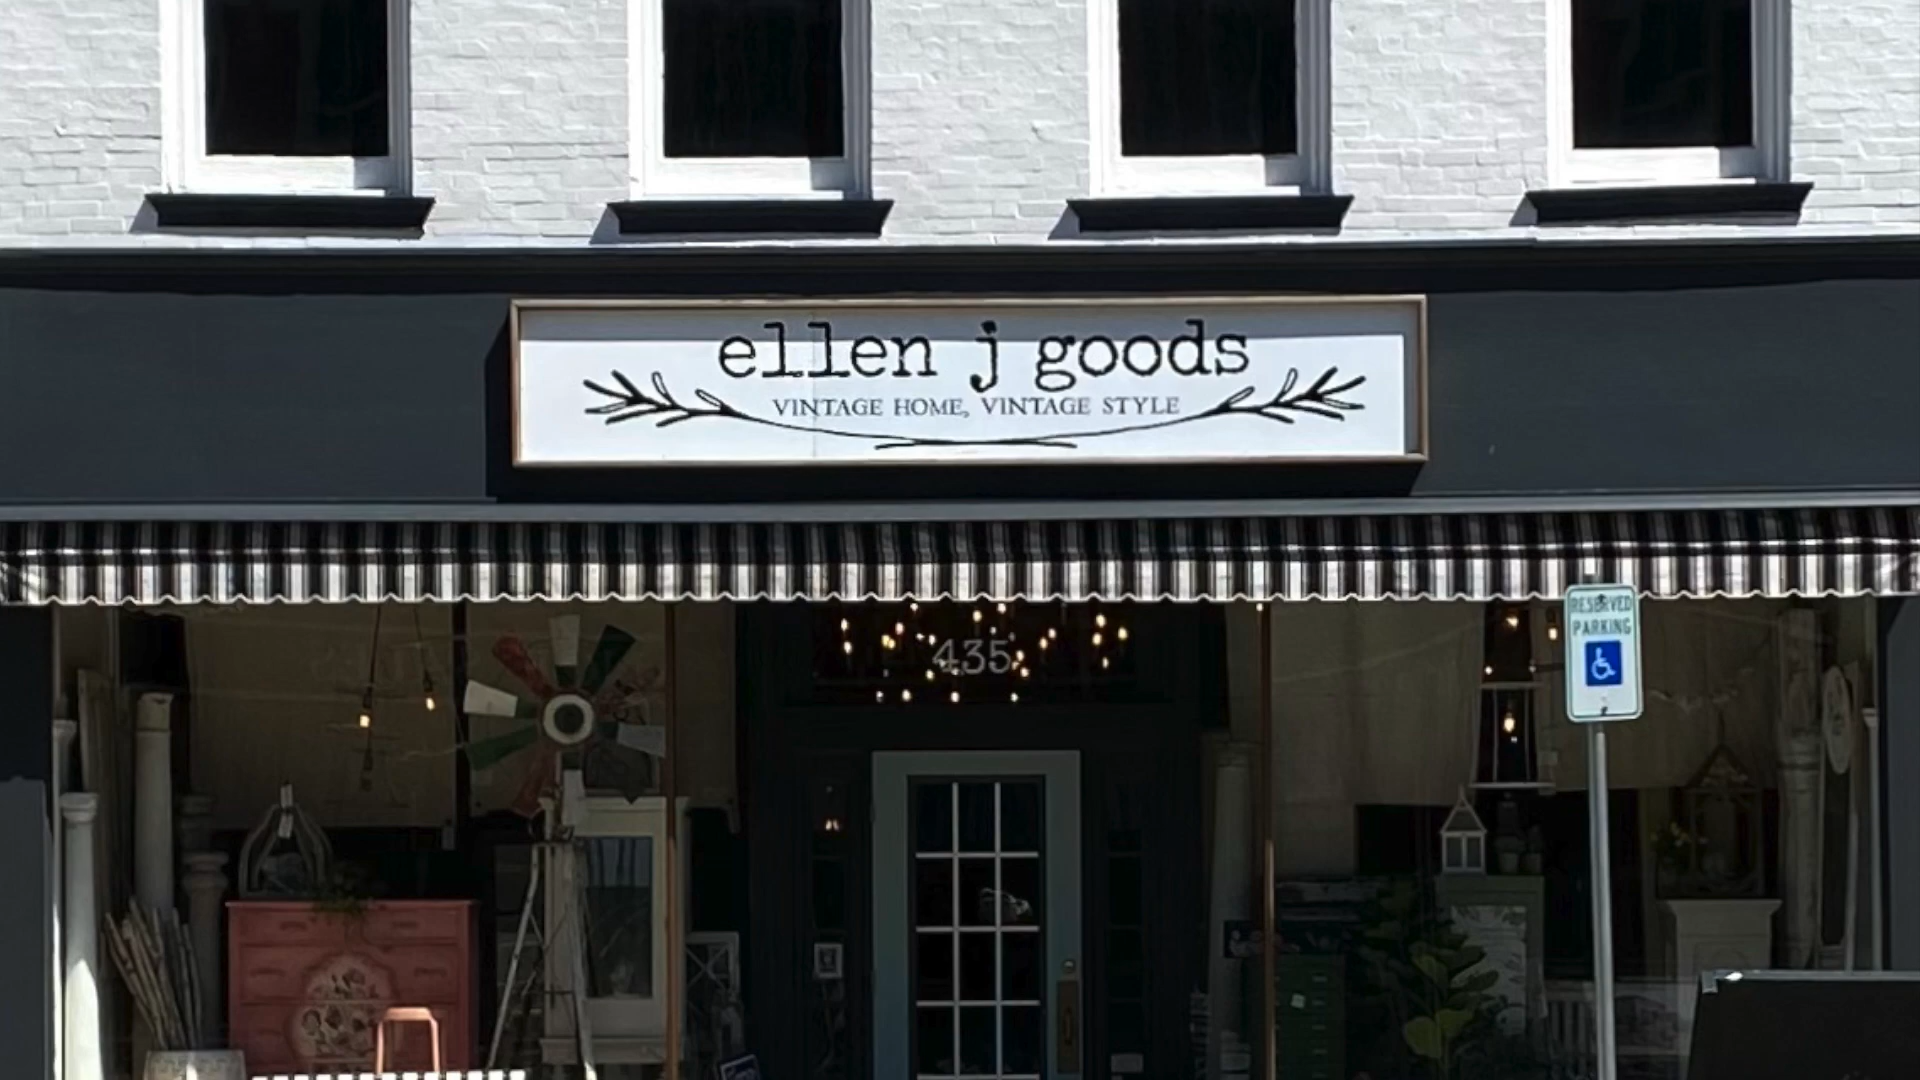 ellen j goods
VINTAGE HOME, VINTAGE STYLE
435
RESERVED
PARKING